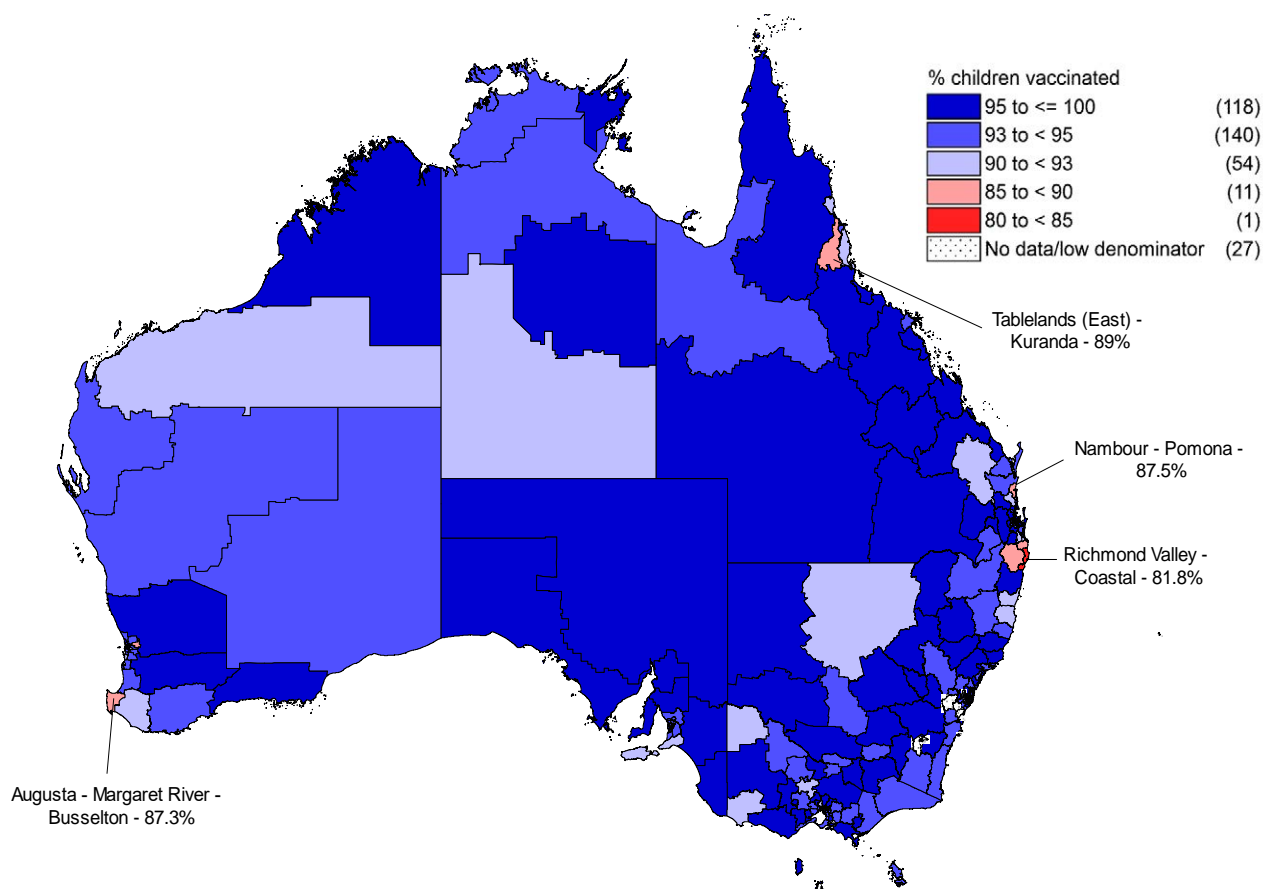 % children vaccinated
95 to <= 100 (118)
93 to < 95 (140)
90 to < 93 (54)
85 to < 90 (11)
80 to < 85 (1)
No data/low denominator (27)
Tablelands (East) -
Kuranda - 89%
Nambour - Pomona -
87.5%
Richmond Valley -
Coastal - 81.8%
Augusta - Margaret River -
Busselton - 87.3%